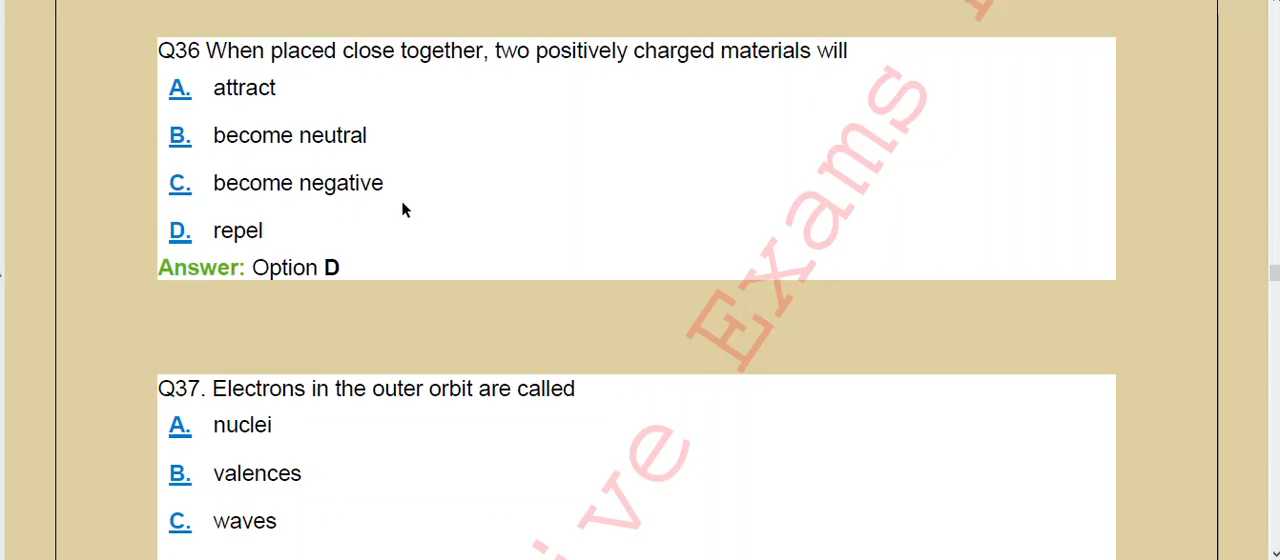 Q36 When placed close together, two positively charged materials will
A. attract
B. become neutral
C. become negative
D. repel
Answer: Option D
Exams
Q37. Electrons in the outer orbit are called
A. nuclei
B. valences
C. waves